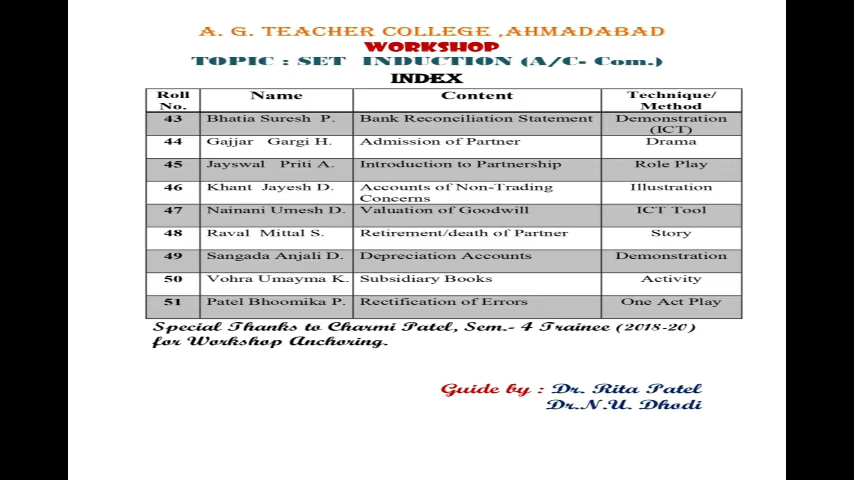 A. G. TEACHER COLLEGE ,AHMADABAD
WORKSHOP
TOPIC : SET INDUCTION (A/C- Com.)
INDEX
Roll No. Name Content Technique/ Method
43 Bhatia Suresh P. Bank Reconciliation Statement Demonstration (ICT)
44 Gajjar Gargi H. Admission of Partner Drama
45 Jayswal Priti A. Introduction to Partnership Role Play
46 Khant Jayesh D. Accounts of Non-Trading Concerns Illustration
47 Nainani Umesh D. Valuation of Goodwill ICT Tool
48 Raval Mittal S. Retirement/death of Partner Story
49 Sangada Anjali D. Depreciation Accounts Demonstration
50 Vohra Umayma K. Subsidiary Books Activity
51 Patel Bhoomika P. Rectification of Errors One Act Play
Special Thanks to Charmi Patel, Sem.- 4 Trainee (2018-20)
for Workshop Anchoring.
Guide by : Dr. Rita Patel
Dr.N.U. Dhodi